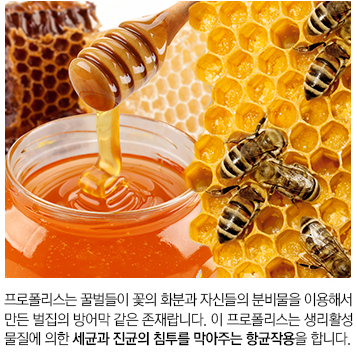 프로폴리스는 꿀벌들이 꽃의 화분과 자신들의 분비물을 이용해서
만든 벌집의 방어막 같은 존재랍니다. 이 프로폴리스는 생리활성
물질에 의한 세균과 진균의 침투를 막아주는 항균작용을 합니다.